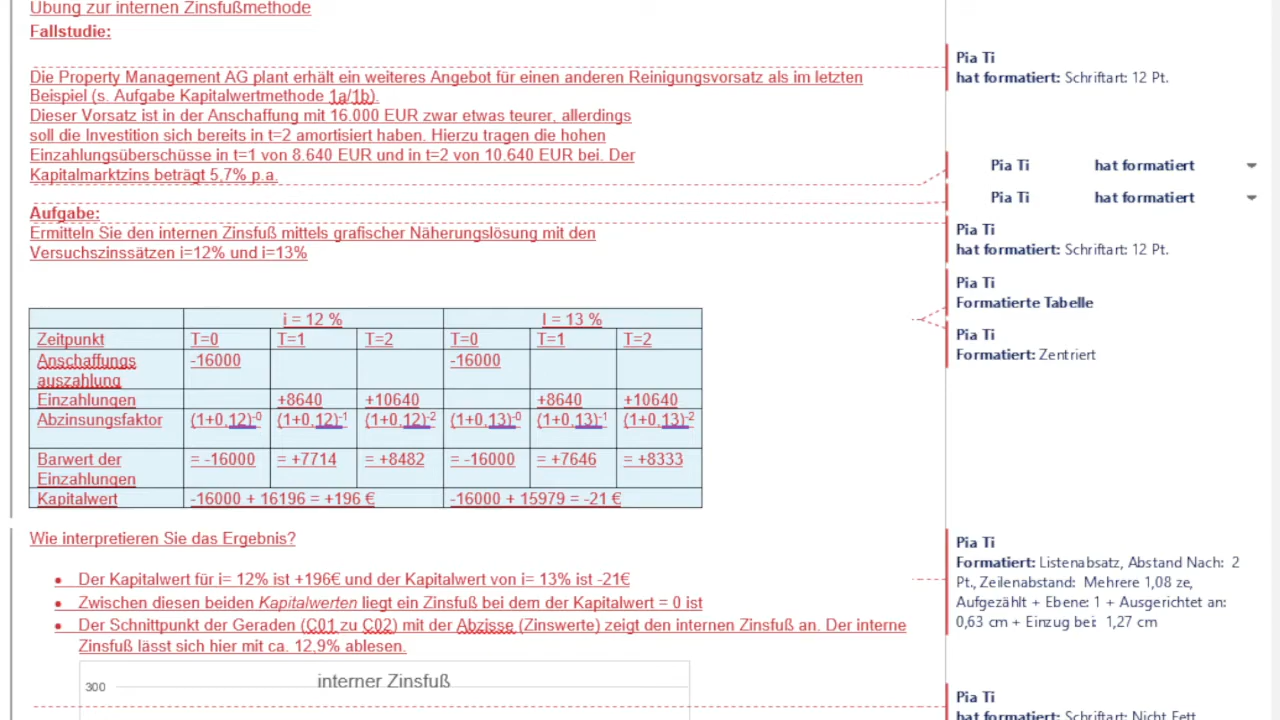 Übung zur internen Zinsfußmethode
Fallstudie:
Die Property Management AG plant erhält ein weiteres Angebot für einen anderen Reinigungsvorsatz als im letzten
Beispiel (s. Aufgabe Kapitalwertmethode 1a/1b).
Dieser Vorsatz ist in der Anschaffung mit 16.000 EUR zwar etwas teurer, allerdings
soll die Investition sich bereits in t=2 amortisiert haben. Hierzu tragen die hohen
Einzahlungsüberschüsse in t=1 von 8.640 EUR und in t=2 von 10.640 EUR bei. Der
Kapitalmarktzins beträgt 5,7% p.a.
Aufgabe:
Ermitteln Sie den internen Zinsfuß mittels grafischer Näherungslösung mit den
Versuchszinssätzen i=12% und i=13%
i = 12 % I = 13 %
Zeitpunkt T=0 T=1 T=2 T=0 T=1 T=2
Anschaffungs -16000 -16000
auszahlung
Einzahlungen +8640 +10640 +8640 +10640
Abzinsungsfaktor (1+0,12)-0 (1+0,12)-1 (1+0,12)-2 (1+0,13)-0 (1+0,13)-1 (1+0,13)-2
Barwert der = -16000 = +7714 = +8482 = -16000 = +7646 = +8333
Einzahlungen
Kapitalwert -16000 + 16196 = +196 € -16000 + 15979 = -21 €
Wie interpretieren Sie das Ergebnis?
• Der Kapitalwert für i= 12% ist +196€ und der Kapitalwert von i= 13% ist -21€
• Zwischen diesen beiden Kapitalwerten liegt ein Zinsfuß bei dem der Kapitalwert = 0 ist
• Der Schnittpunkt der Geraden (C01 zu C02) mit der Abzisse (Zinswerte) zeigt den internen Zinsfuß an. Der interne
Zinsfuß lässt sich hier mit ca. 12,9% ablesen.
interner Zinsfuß
300
Pia Ti
hat formatiert: Schriftart: 12 Pt.
Pia Ti hat formatiert
Pia Ti hat formatiert
Pia Ti
hat formatiert: Schriftart: 12 Pt.
Pia Ti
Formatierte Tabelle
Pia Ti
Formatiert: Zentriert
Pia Ti
Formatiert: Listenabsatz, Abstand Nach: 2
Pt., Zeilenabstand: Mehrere 1,08 ze,
Aufgezählt + Ebene: 1 + Ausgerichtet an:
0,63 cm + Einzug bei: 1,27 cm
Pia Ti
hat formatiert: Schriftart: Nicht Fett